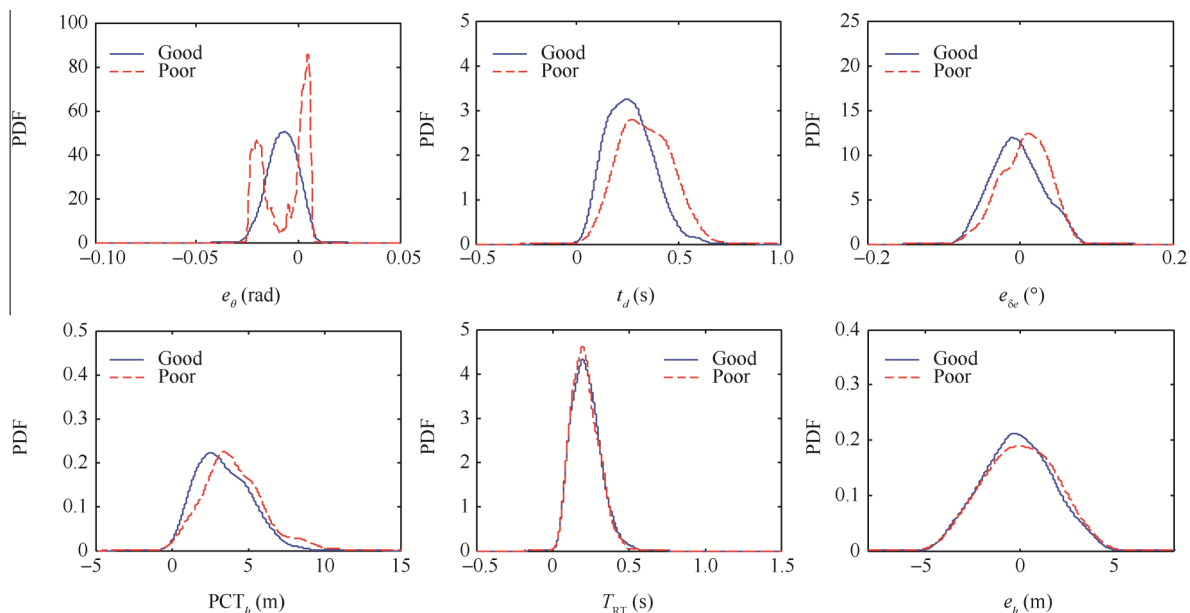 100
80
60
40
20
0
PDF
Good
Poor
−0.10
−0.05
0
0.05
e_θ (rad)
5
4
3
2
1
0
PDF
Good
Poor
−0.5
0
0.5
1.0
t_d (s)
25
20
15
10
5
0
PDF
Good
Poor
−0.2
0
0.2
e_δe (°)
0.5
0.4
0.3
0.2
0.1
0
PDF
Good
Poor
−5
0
5
10
15
PCT_h (m)
5
4
3
2
1
0
PDF
Good
Poor
−0.5
0
0.5
1.0
1.5
T_RT (s)
0.4
0.3
0.2
0.1
0
PDF
Good
Poor
−5
0
5
e_h (m)